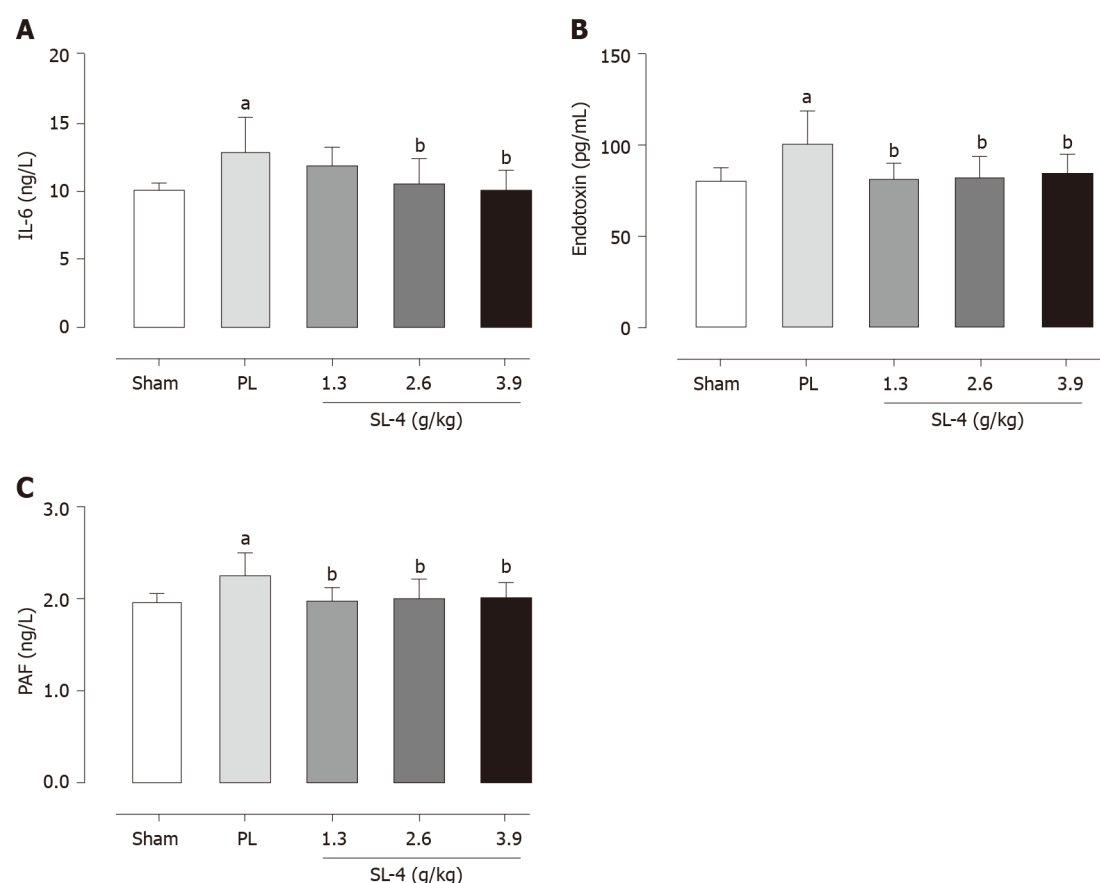 A
IL-6 (ng/L)
20
15
10
5
0
a
b
b
Sham PL 1.3 2.6 3.9
SL-4 (g/kg)
B
Endotoxin (pg/mL)
150
100
50
0
a
b
b
b
Sham PL 1.3 2.6 3.9
SL-4 (g/kg)
C
PAF (ng/L)
3.0
2.0
1.0
0.0
a
b
b
b
Sham PL 1.3 2.6 3.9
SL-4 (g/kg)